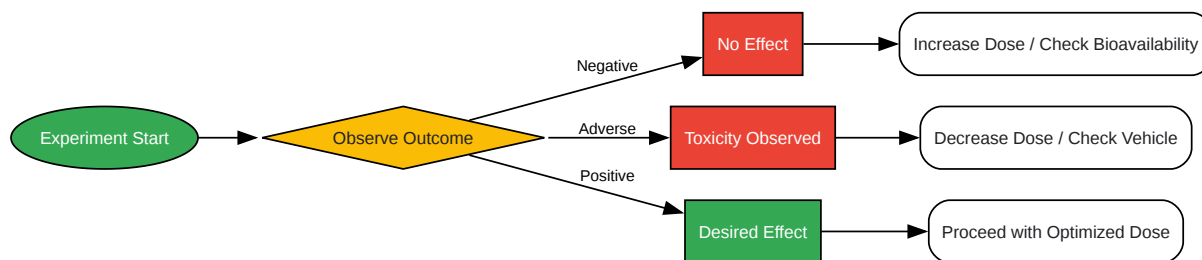 Experiment Start
Observe Outcome
Negative
No Effect
Increase Dose / Check Bioavailability
Adverse
Toxicity Observed
Decrease Dose / Check Vehicle
Positive
Desired Effect
Proceed with Optimized Dose